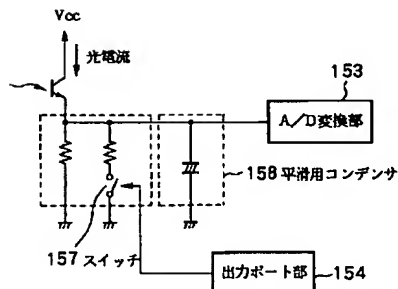 Vcc
光電流
153
A/D変換部
158 平滑用コンデンサ
157 スイッチ
出力ポート部
154